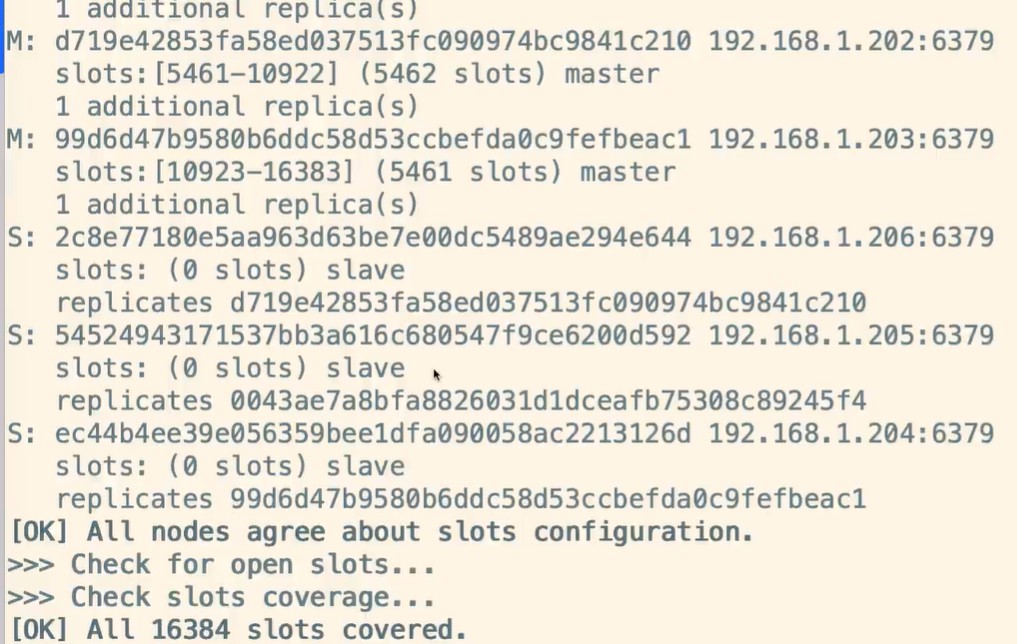 1 additional replica(s)
M: d719e42853fa58ed037513fc090974bc9841c210 192.168.1.202:6379
slots:[5461-10922] (5462 slots) master
1 additional replica(s)
M: 99d6d47b9580b6ddc58d53ccbefda0c9fefbeac1 192.168.1.203:6379
slots:[10923-16383] (5461 slots) master
1 additional replica(s)
S: 2c8e77180e5aa963d63be7e00dc5489ae294e644 192.168.1.206:6379
slots: (0 slots) slave
replicates d719e42853fa58ed037513fc090974bc9841c210
S: 54524943171537bb3a616c680547f9ce6200d592 192.168.1.205:6379
slots: (0 slots) slave
replicates 0043ae7a8bfa8826031d1dceafb75308c89245f4
S: ec44b4ee39e056359bee1dfa090058ac2213126d 192.168.1.204:6379
slots: (0 slots) slave
replicates 99d6d47b9580b6ddc58d53ccbefda0c9fefbeac1
[OK] All nodes agree about slots configuration.
>>> Check for open slots...
>>> Check slots coverage...
[OK] All 16384 slots covered.